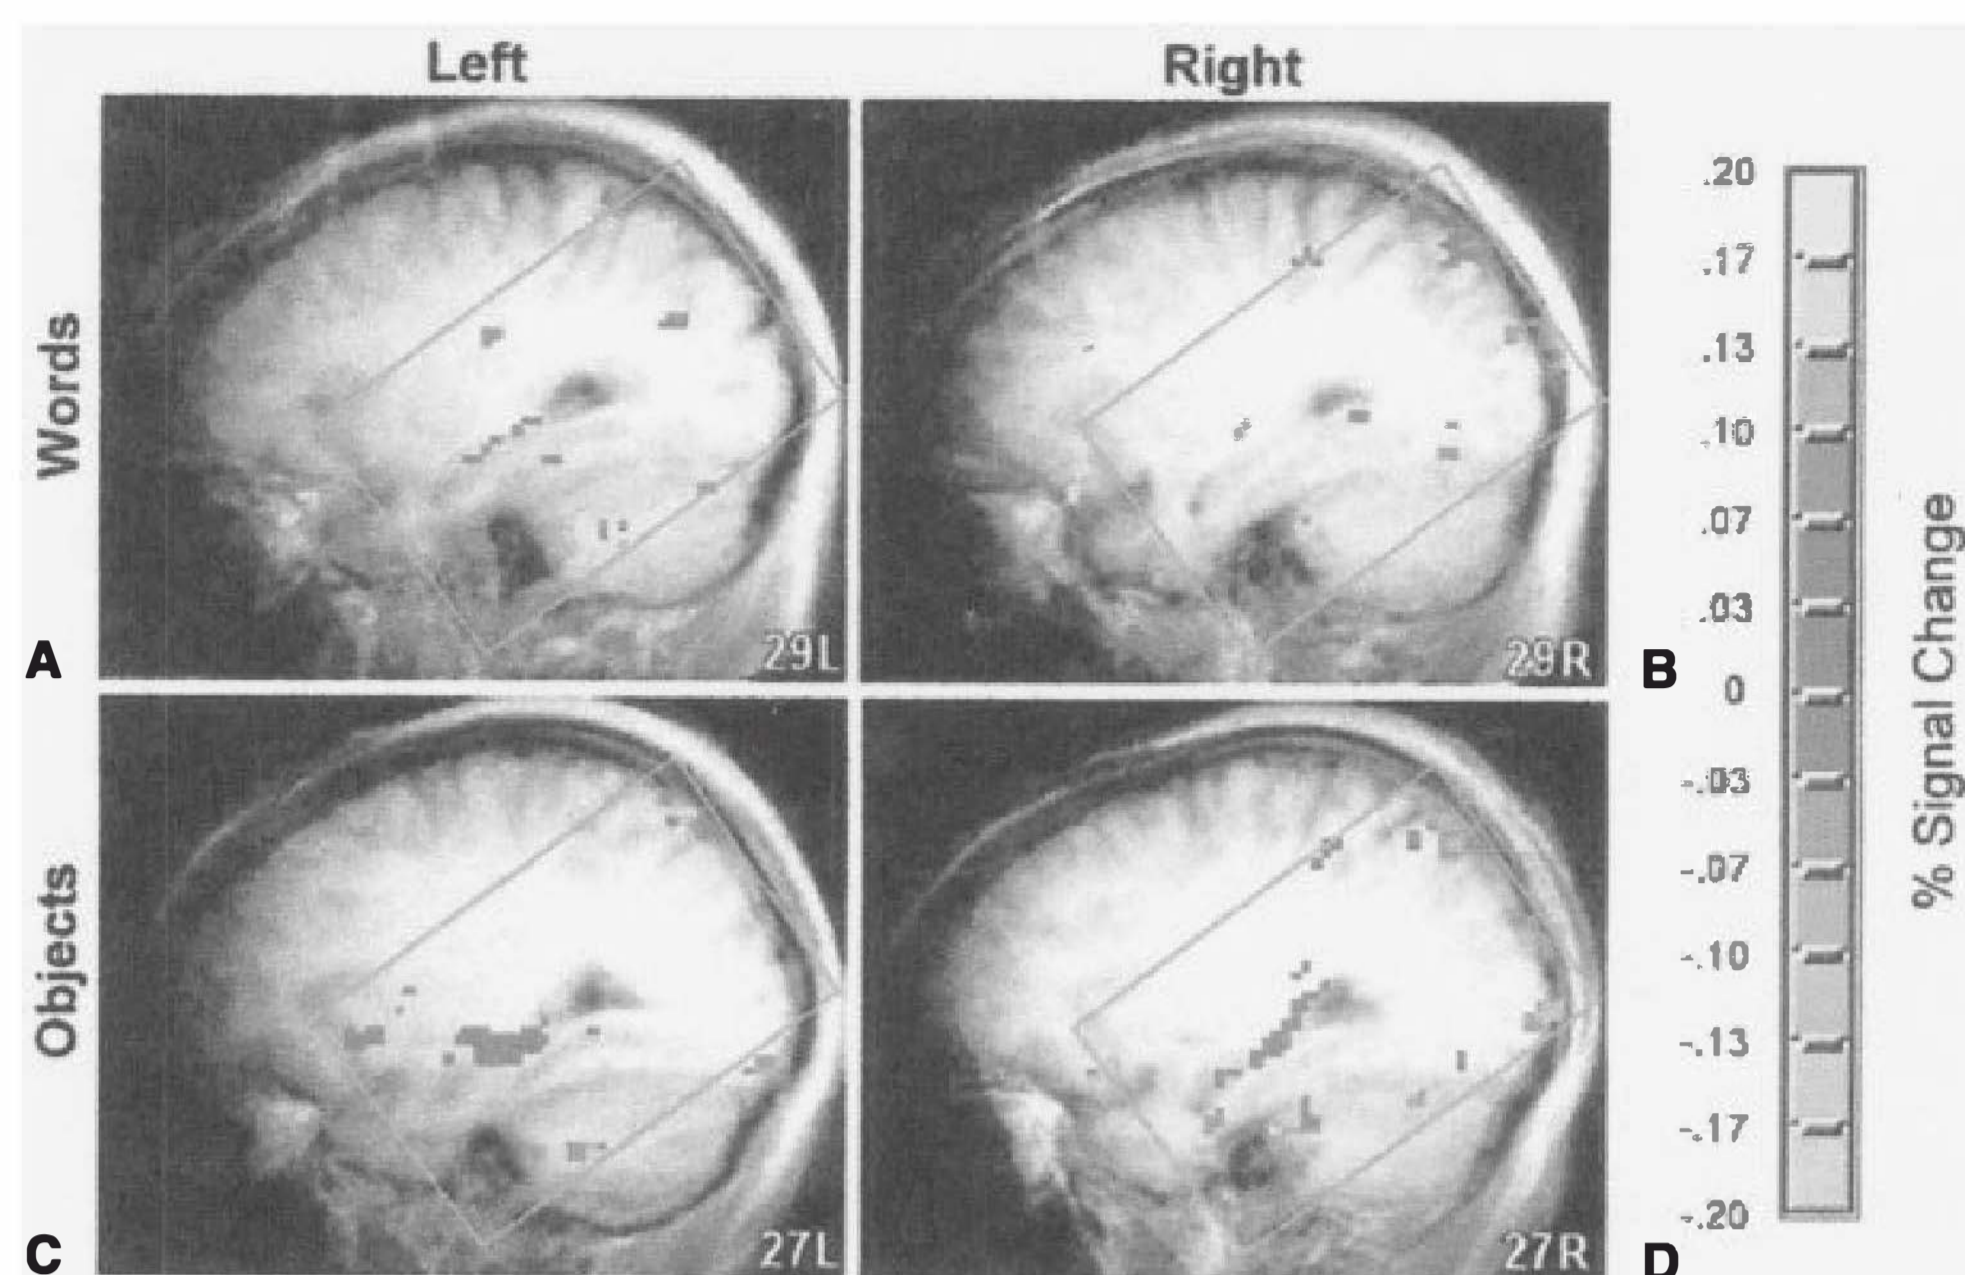 Left
Right
Words
A
29L
29R
B
Objects
C
27L
27R
D
.20
.17
.13
.10
.07
.03
0
-.03
-.07
-.10
-.13
-.17
-.20
% Signal Change